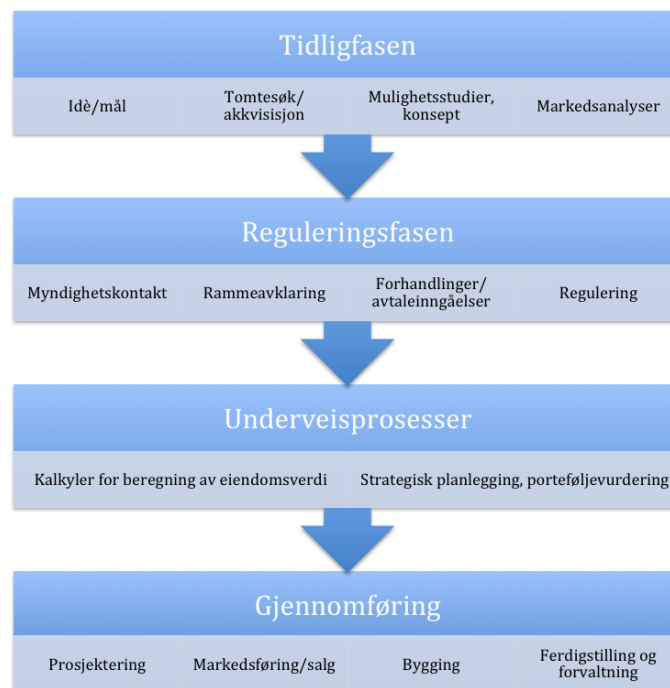 Tidligfasen
Idè/mål
Tomtesøk/
akkvisisjon
Mulighetsstudier,
konsept
Markedsanalyser
Reguleringsfasen
Myndighetskontakt
Rammeavklaring
Forhandlinger/
avtaleinngåelser
Regulering
Underveisprosesser
Kalkyler for beregning av eiendomsverdi
Strategisk planlegging, porteføljevurdering
Gjennomføring
Prosjektering
Markedsføring/salg
Bygging
Ferdigstilling og
forvaltning